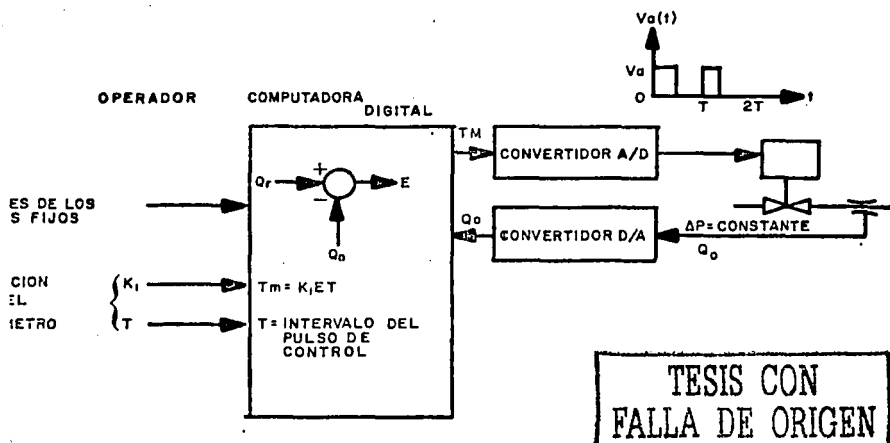 Va(t)
Va
O
T
2T
t
OPERADOR
COMPUTADORA
DIGITAL
TM
CONVERTIDOR A/D
Qr
+
−
E
Qo
ES DE LOS
S FIJOS
Qo
CONVERTIDOR D/A
ΔP = CONSTANTE
Qo
CION
EL
METRO
K₁
T
Tm = K₁ET
T = INTERVALO DEL
PULSO DE
CONTROL
TESIS CON
FALLA DE ORIGEN